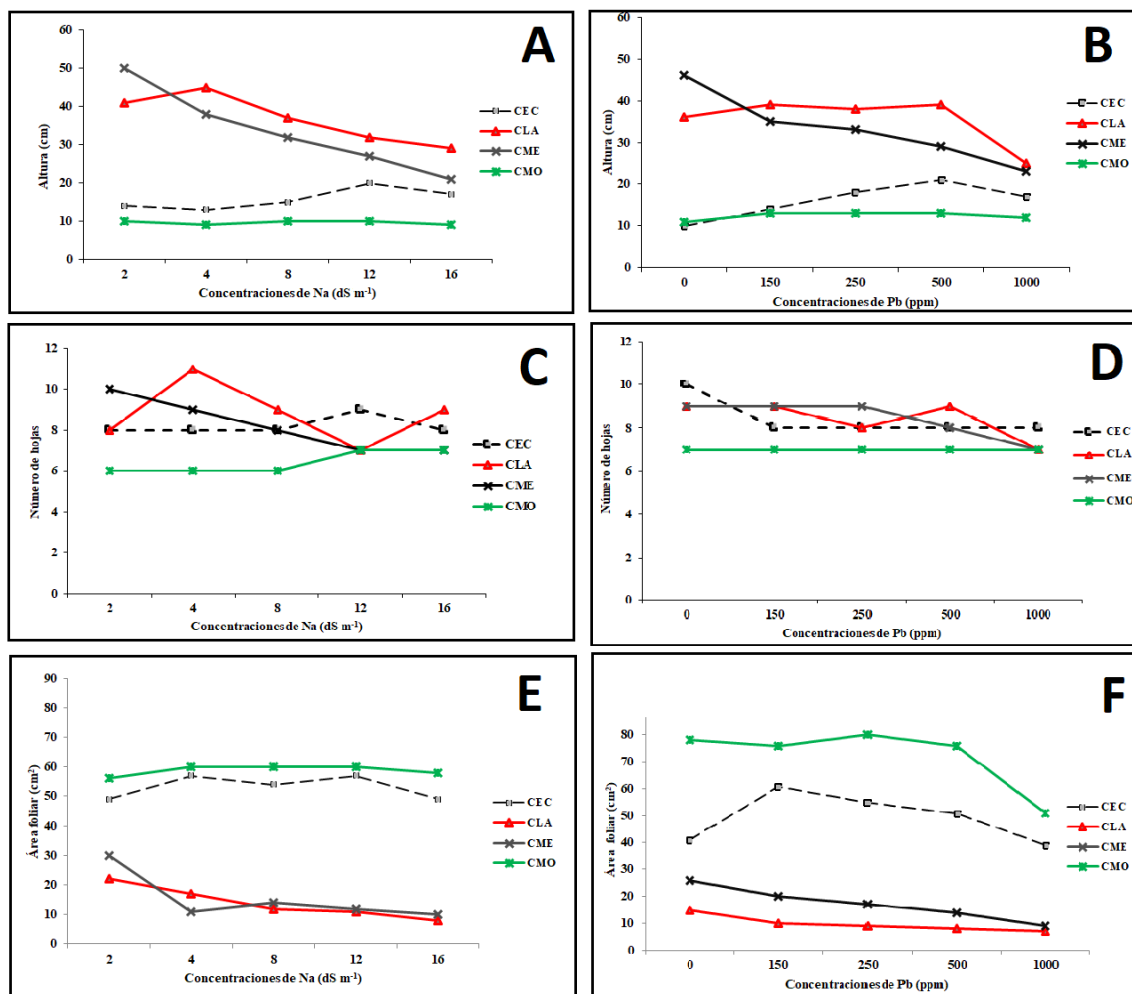 A
60
50
40
30
20
10
0
Altura (cm)
2 4 8 12 16
Concentraciones de Na (dS m⁻¹)
CEC
CLA
CME
CMO
B
60
50
40
30
20
10
0
Altura (cm)
0 150 250 500 1000
Concentraciones de Pb (ppm)
CEC
CLA
CME
CMO
C
12
10
8
6
4
2
0
Número de hojas
2 4 8 12 16
Concentraciones de Na (dS m⁻¹)
CEC
CLA
CME
CMO
D
12
10
8
6
4
2
0
Número de hojas
0 150 250 500 1000
Concentraciones de Pb (ppm)
CEC
CLA
CME
CMO
E
90
80
70
60
50
40
30
20
10
0
Área foliar (cm²)
2 4 8 12 16
Concentraciones de Na (dS m⁻¹)
CEC
CLA
CME
CMO
F
80
70
60
50
40
30
20
10
0
Área foliar (cm²)
0 150 250 500 1000
Concentraciones de Pb (ppm)
CEC
CLA
CME
CMO